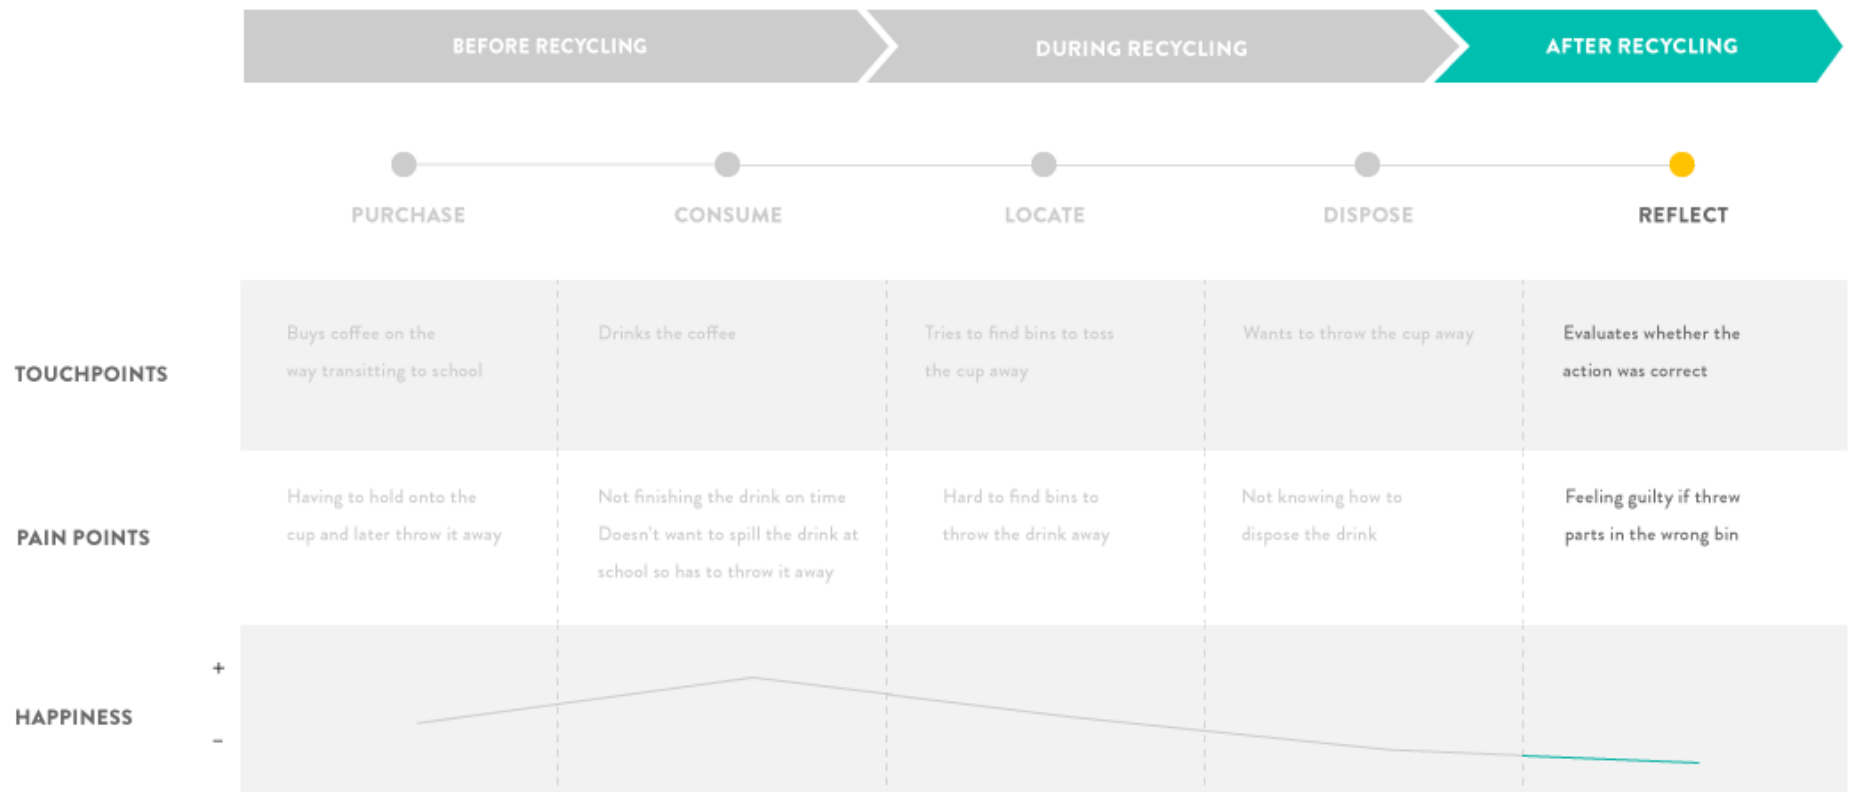 BEFORE RECYCLING
DURING RECYCLING
AFTER RECYCLING
PURCHASE
CONSUME
LOCATE
DISPOSE
REFLECT
TOUCHPOINTS
Buys coffee on the
way transitting to school
Drinks the coffee
Tries to find bins to toss
the cup away
Wants to throw the cup away
Evaluates whether the
action was correct
PAIN POINTS
Having to hold onto the
cup and later throw it away
Not finishing the drink on time
Doesn't want to spill the drink at
school so has to throw it away
Hard to find bins to
throw the drink away
Not knowing how to
dispose the drink
Feeling guilty if threw
parts in the wrong bin
HAPPINESS
+
–